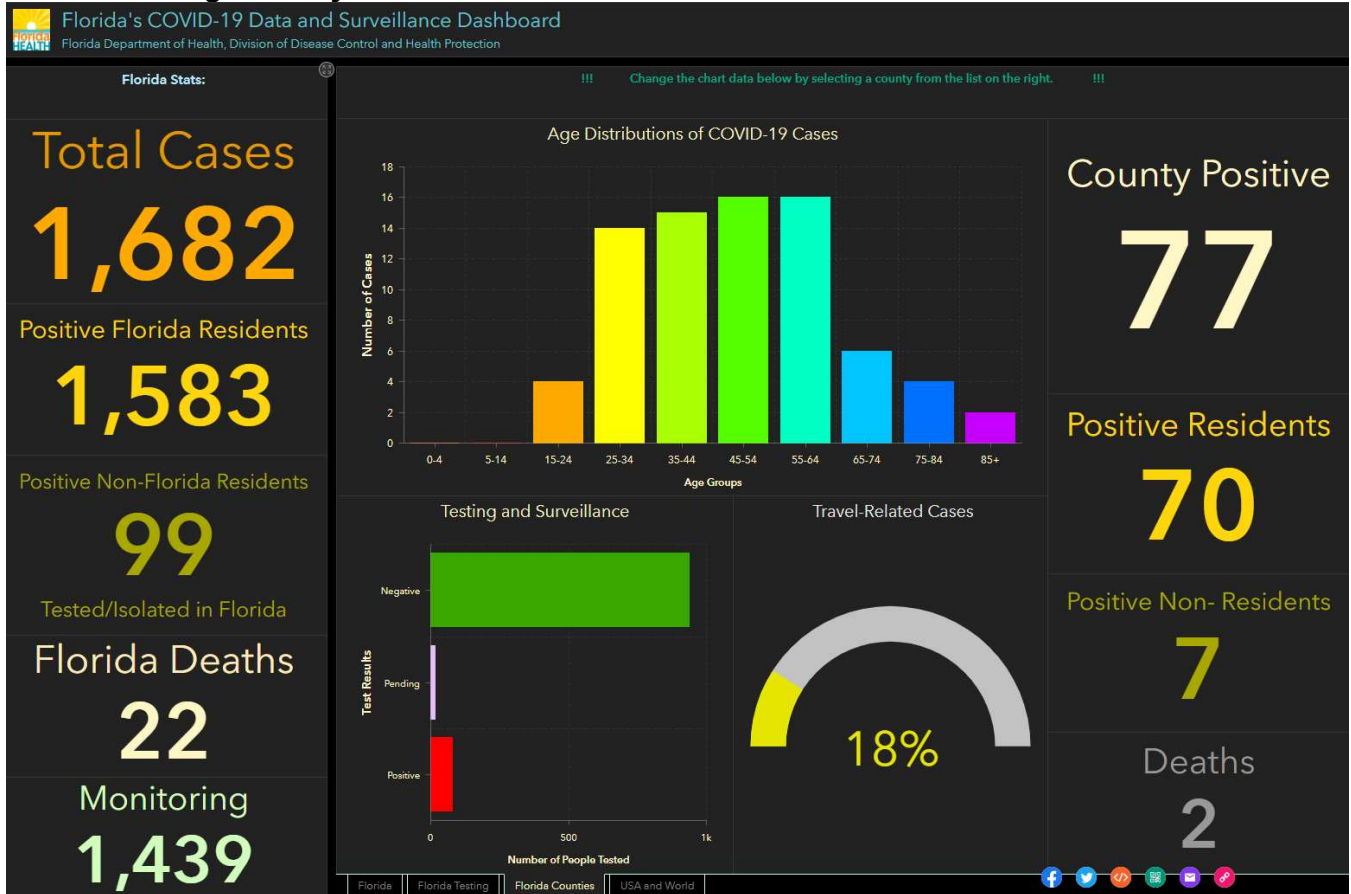 Florida's COVID-19 Data and Surveillance Dashboard
Florida Department of Health, Division of Disease Control and Health Protection
Florida
HEALTH
Florida Stats:
Total Cases
1,682
Positive Florida Residents
1,583
Positive Non-Florida Residents
99
Tested/Isolated in Florida
Florida Deaths
22
Monitoring
1,439
!!! Change the chart data below by selecting a county from the list on the right. !!!
Age Distributions of COVID-19 Cases
Number of Cases
18
16
14
12
10
8
6
4
2
0
0-4 5-14 15-24 25-34 35-44 45-54 55-64 65-74 75-84 85+
Age Groups
Testing and Surveillance
Test Results
Negative
Pending
Positive
0 500 1k
Number of People Tested
Travel-Related Cases
18%
County Positive
77
Positive Residents
70
Positive Non- Residents
7
Deaths
2
Florida Florida Testing Florida Counties USA and World